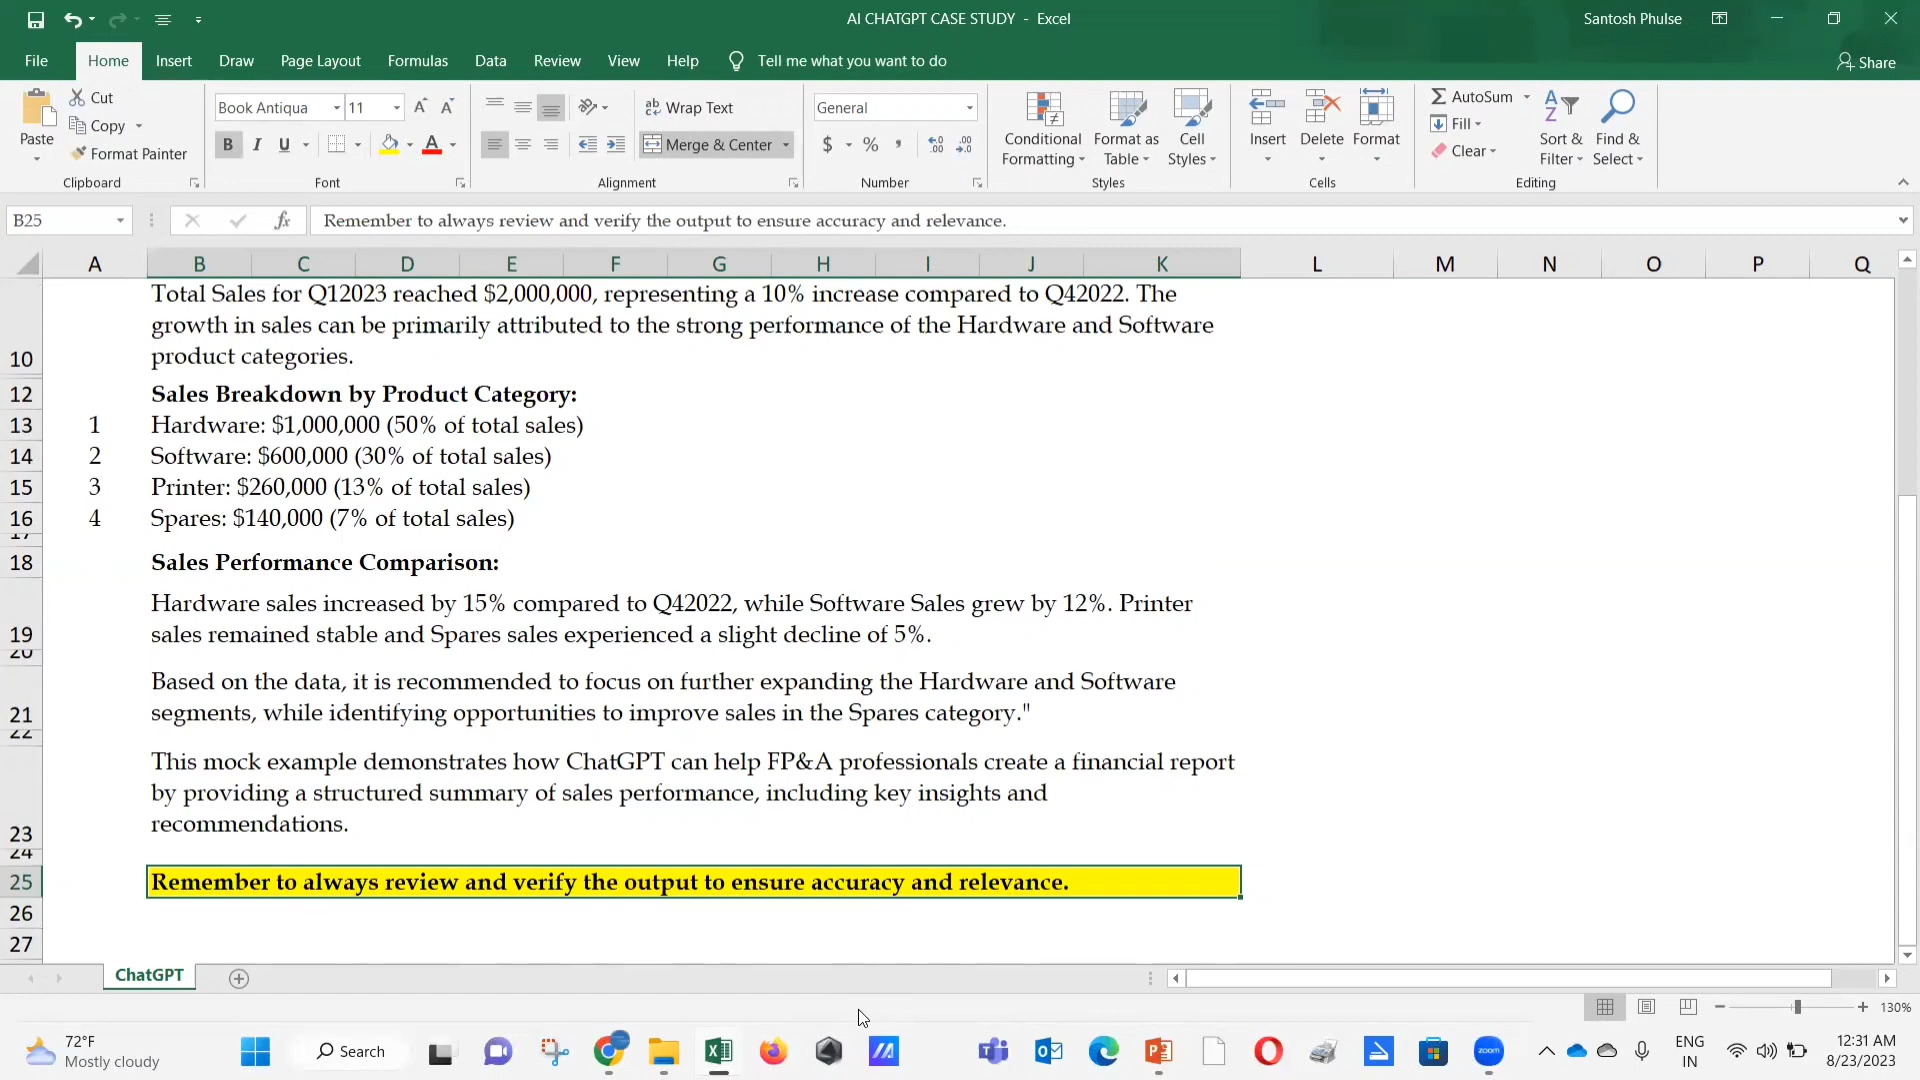 AI CHATGPT CASE STUDY - Excel
Santosh Phulse
File Home Insert Draw Page Layout Formulas Data Review View Help Tell me what you want to do
Share
Paste
Cut
Copy
Format Painter
Clipboard
Book Antiqua 11
B I U
Font
Wrap Text
Merge & Center
Alignment
General
$ % ,
Number
Conditional Formatting
Format as Table
Cell Styles
Styles
Insert Delete Format
Cells
AutoSum
Fill
Clear
Sort & Filter
Find & Select
Editing
B25
fx
Remember to always review and verify the output to ensure accuracy and relevance.
A B C D E F G H I J K L M N O P Q
Total Sales for Q12023 reached $2,000,000, representing a 10% increase compared to Q42022. The
growth in sales can be primarily attributed to the strong performance of the Hardware and Software
10 product categories.
12 Sales Breakdown by Product Category:
13 1 Hardware: $1,000,000 (50% of total sales)
14 2 Software: $600,000 (30% of total sales)
15 3 Printer: $260,000 (13% of total sales)
16 4 Spares: $140,000 (7% of total sales)
17
18 Sales Performance Comparison:
Hardware sales increased by 15% compared to Q42022, while Software Sales grew by 12%. Printer
19 sales remained stable and Spares sales experienced a slight decline of 5%.
20
Based on the data, it is recommended to focus on further expanding the Hardware and Software
21 segments, while identifying opportunities to improve sales in the Spares category."
22
This mock example demonstrates how ChatGPT can help FP&A professionals create a financial report
by providing a structured summary of sales performance, including key insights and
23 recommendations.
24
25 Remember to always review and verify the output to ensure accuracy and relevance.
26
27
ChatGPT
130%
72°F
Mostly cloudy
Search
zoom
ENG
IN
12:31 AM
8/23/2023